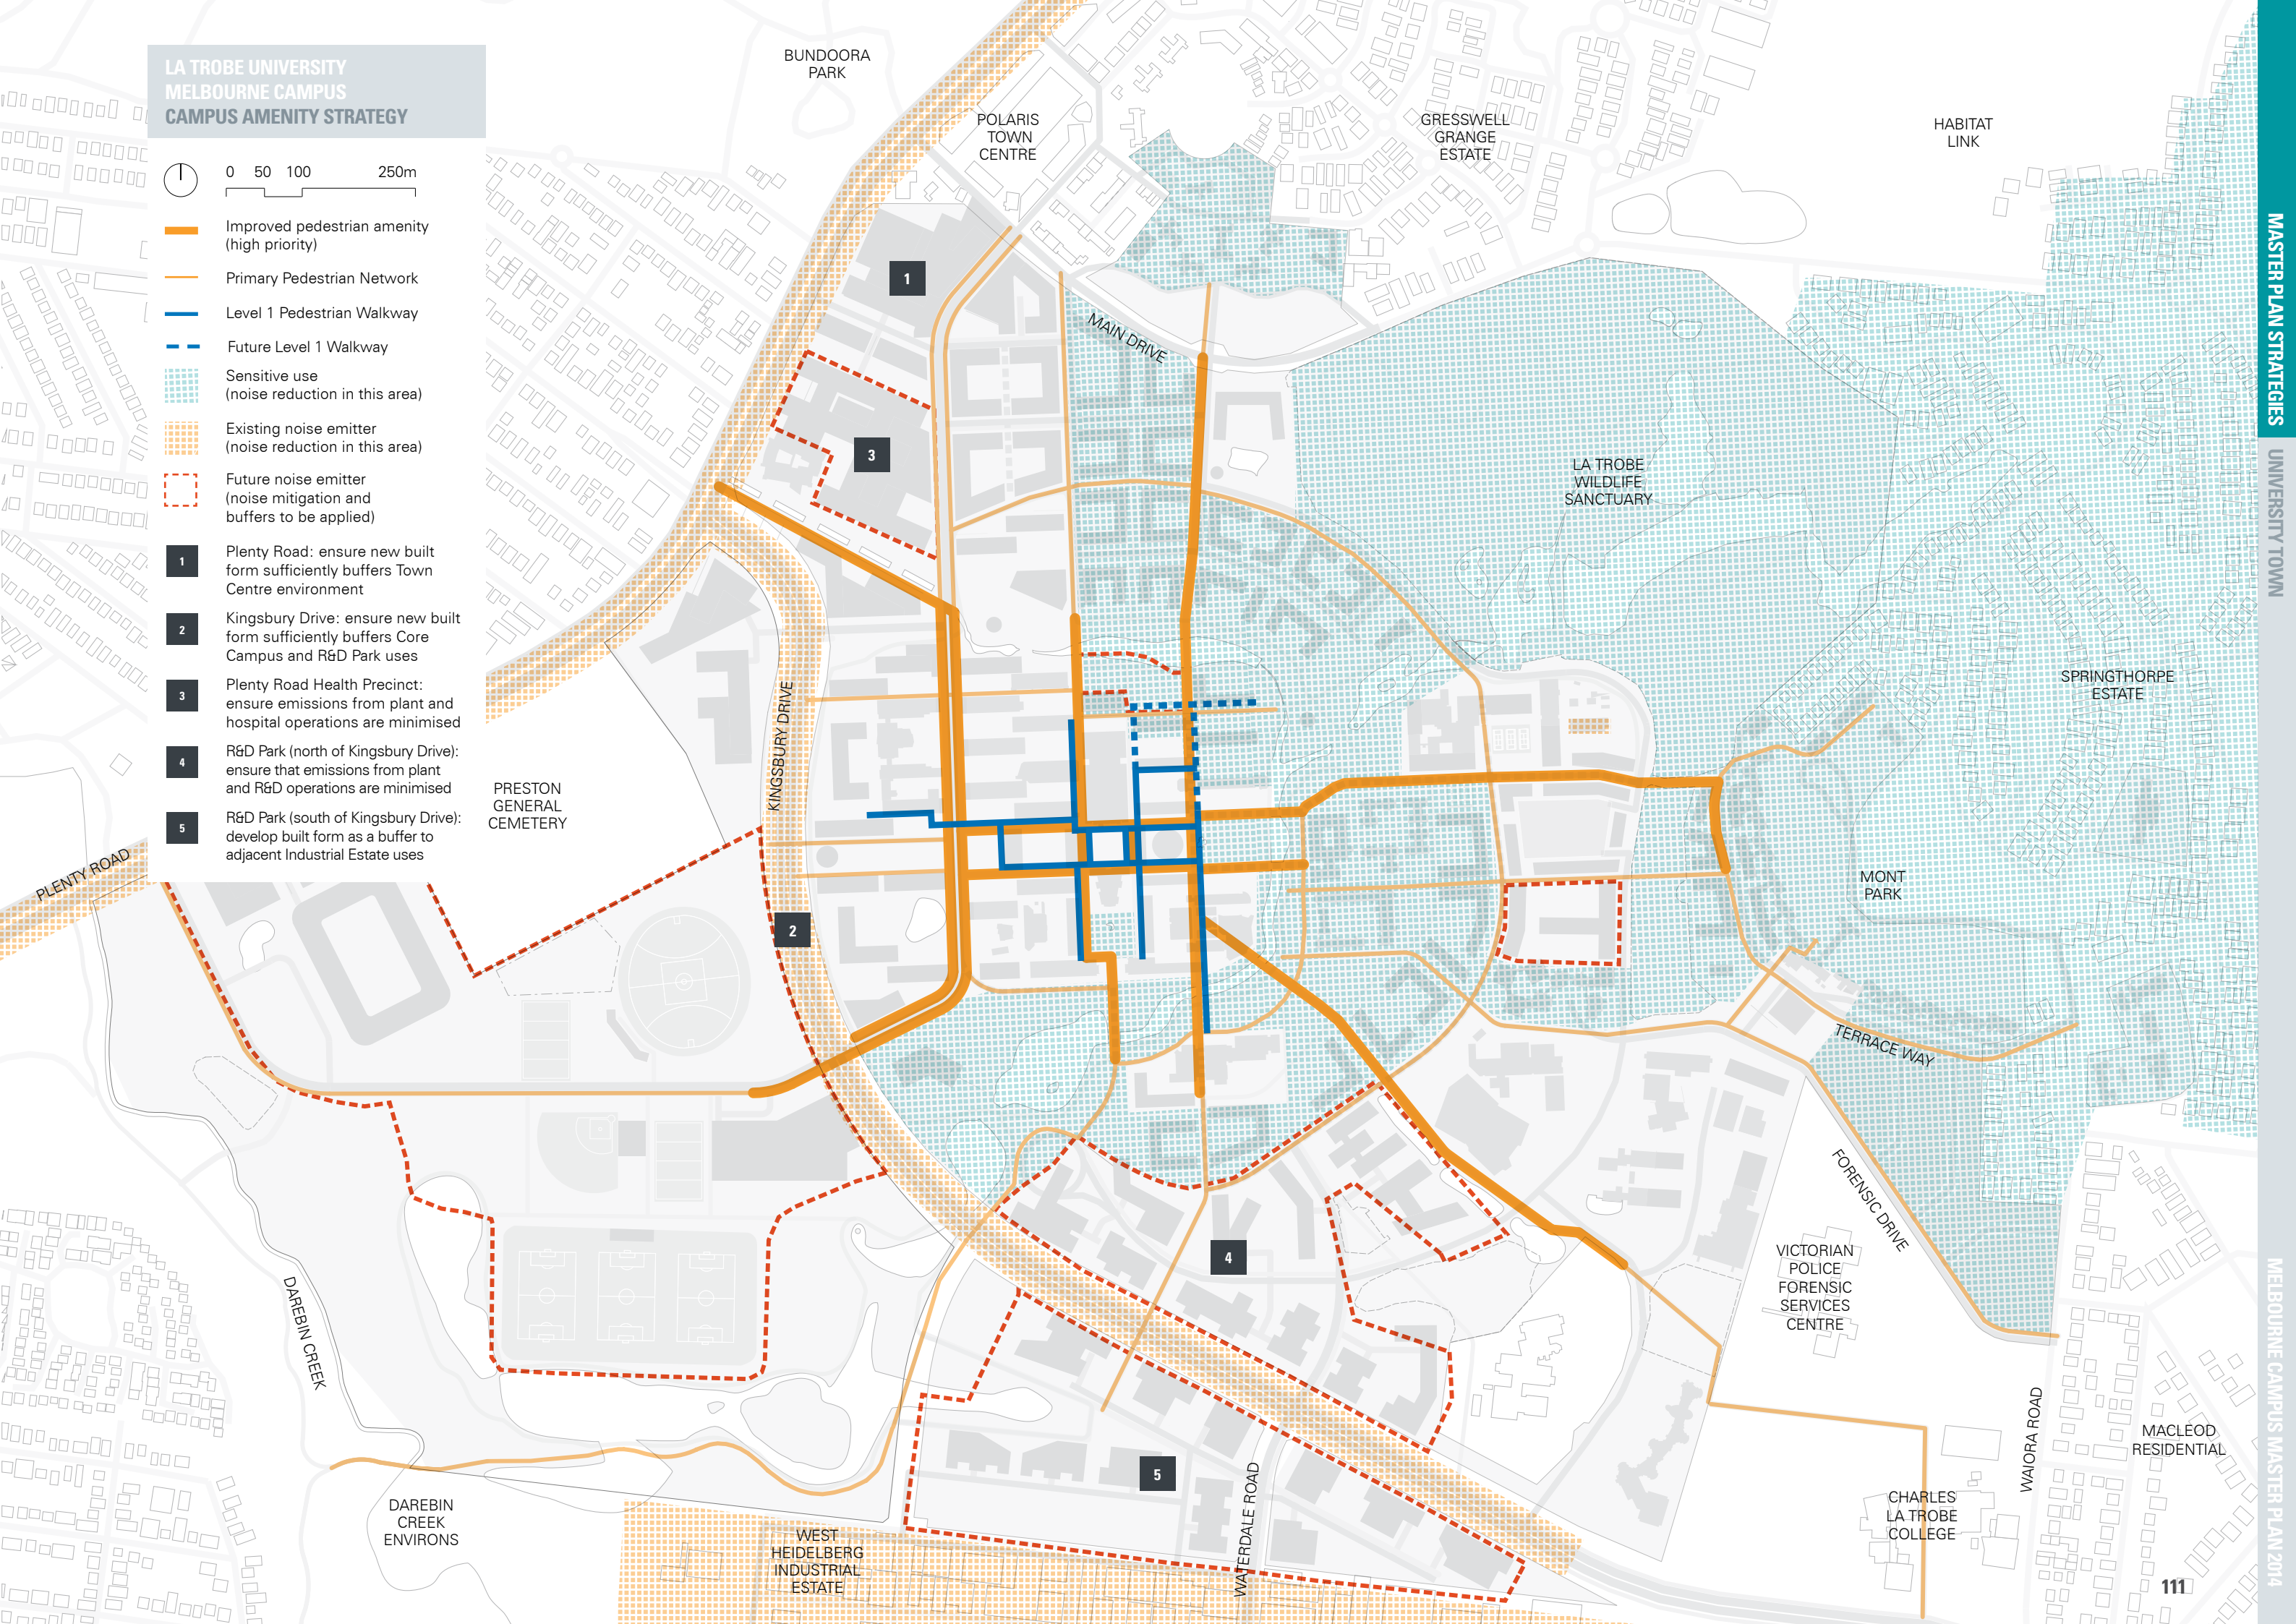 LA TROBE UNIVERSITY
MELBOURNE CAMPUS
CAMPUS AMENITY STRATEGY
0 50 100 250m
Improved pedestrian amenity
(high priority)
Primary Pedestrian Network
Level 1 Pedestrian Walkway
Future Level 1 Walkway
Sensitive use
(noise reduction in this area)
Existing noise emitter
(noise reduction in this area)
Future noise emitter
(noise mitigation and
buffers to be applied)
1
Plenty Road: ensure new built
form sufficiently buffers Town
Centre environment
2
Kingsbury Drive: ensure new built
form sufficiently buffers Core
Campus and R&D Park uses
3
Plenty Road Health Precinct:
ensure emissions from plant and
hospital operations are minimised
4
R&D Park (north of Kingsbury Drive):
ensure that emissions from plant
and R&D operations are minimised
5
R&D Park (south of Kingsbury Drive):
develop built form as a buffer to
adjacent Industrial Estate uses
BUNDOORA
PARK
POLARIS
TOWN
CENTRE
GRESSWELL
GRANGE
ESTATE
HABITAT
LINK
1
MAIN DRIVE
3
LA TROBE
WILDLIFE
SANCTUARY
SPRINGTHORPE
ESTATE
KINGSBURY DRIVE
PRESTON
GENERAL
CEMETERY
PLENTY ROAD
MONT
PARK
2
TERRACE WAY
FORENSIC DRIVE
4
VICTORIAN
POLICE
FORENSIC
SERVICES
CENTRE
DAREBIN CREEK
5
WATERDALE ROAD
WAIORA ROAD
MACLEOD
RESIDENTIAL
CHARLES
LA TROBE
COLLEGE
DAREBIN
CREEK
ENVIRONS
WEST
HEIDELBERG
INDUSTRIAL
ESTATE
MASTER PLAN STRATEGIES
UNIVERSITY TOWN
MELBOURNE CAMPUS MASTER PLAN 2014
111